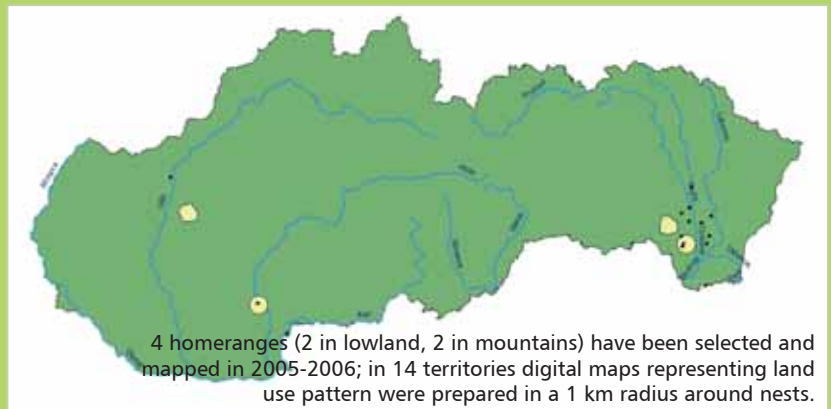 4 homeranges (2 in lowland, 2 in mountains) have been selected and
mapped in 2005-2006; in 14 territories digital maps representing land
use pattern were prepared in a 1 km radius around nests.